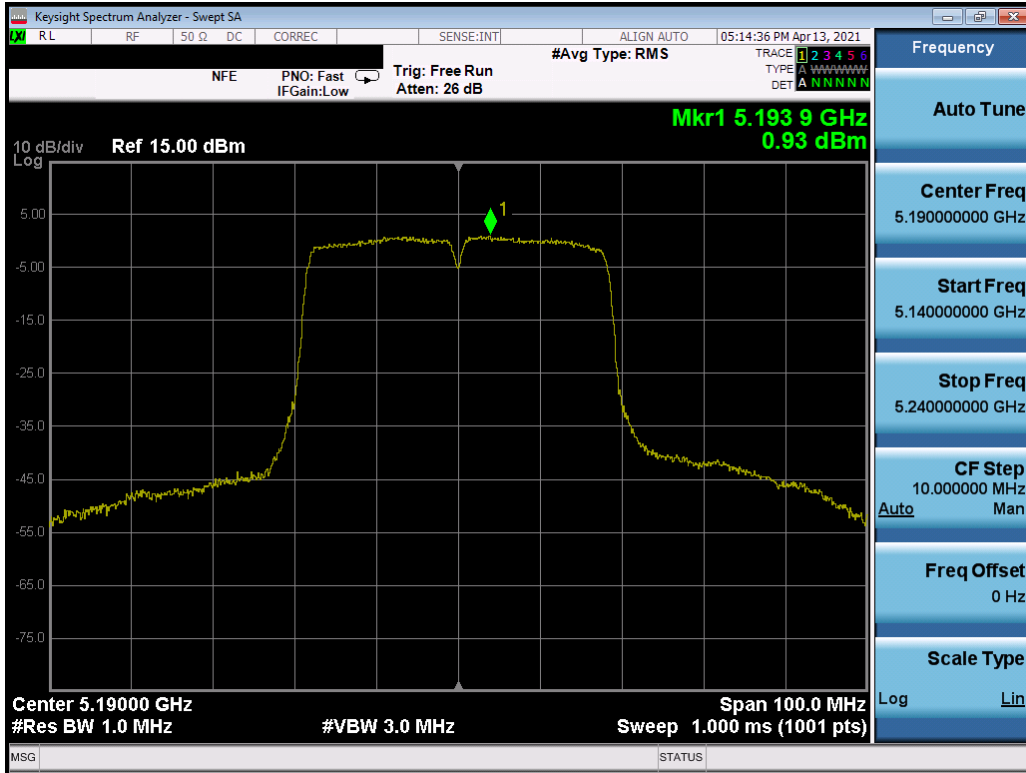 Keysight Spectrum Analyzer - Swept SA
LXI RL RF 50 Ω DC CORREC SENSE:INT ALIGN AUTO 05:14:36 PM Apr 13, 2021
#Avg Type: RMS
TRACE 1 2 3 4 5 6
TYPE A WWWWW
DET A N N N N N
NFE
PNO: Fast
IFGain:Low
Trig: Free Run
Atten: 26 dB
Mkr1 5.193 9 GHz
0.93 dBm
10 dB/div
Log
Ref 15.00 dBm
1
5.00
-5.00
-15.0
-25.0
-35.0
-45.0
-55.0
-65.0
-75.0
Center 5.19000 GHz
Span 100.0 MHz
#Res BW 1.0 MHz
#VBW 3.0 MHz
Sweep 1.000 ms (1001 pts)
MSG
STATUS
Frequency
Auto Tune
Center Freq
5.190000000 GHz
Start Freq
5.140000000 GHz
Stop Freq
5.240000000 GHz
CF Step
10.000000 MHz
Auto Man
Freq Offset
0 Hz
Scale Type
Log Lin